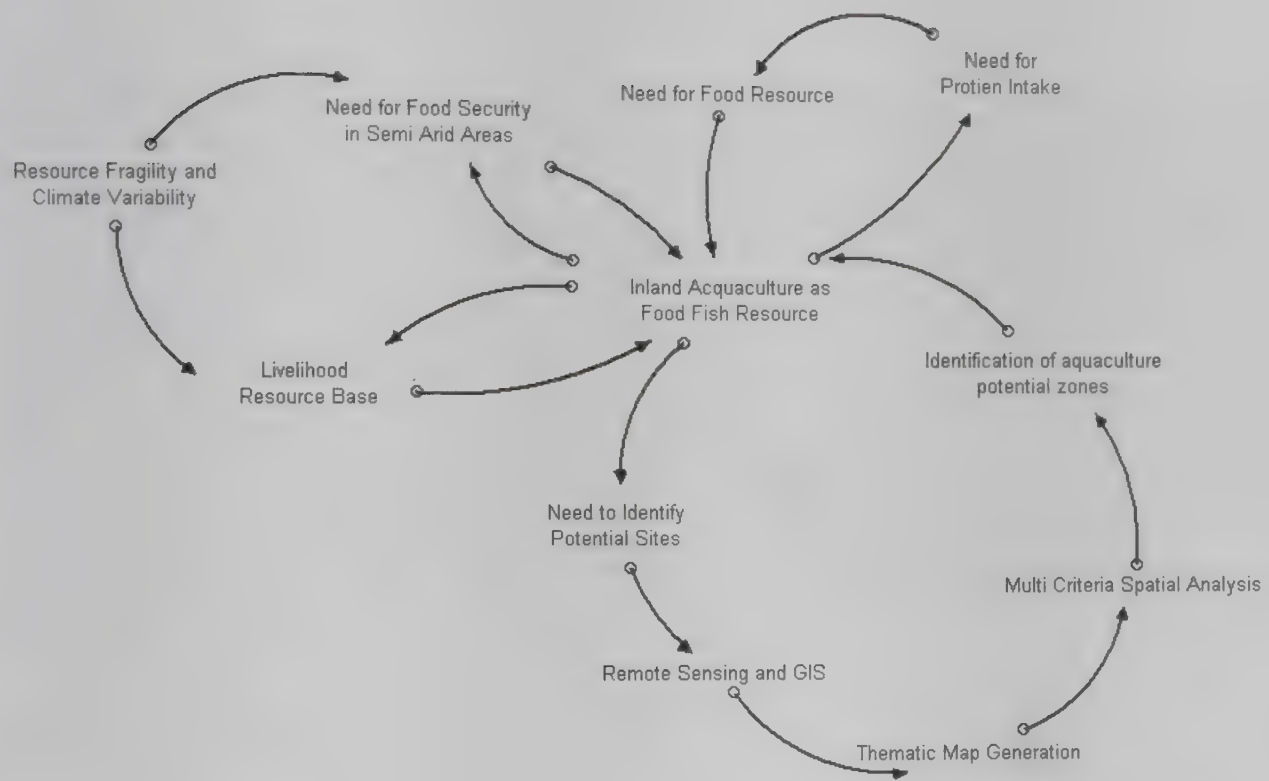 Need for
Protien Intake
Need for Food Resource
Need for Food Security
in Semi Arid Areas
Resource Fragility and
Climate Variability
Inland Acquaculture as
Food Fish Resource
Livelihood
Resource Base
Identification of aquaculture
potential zones
Need to Identify
Potential Sites
Multi Criteria Spatial Analysis
Remote Sensing and GIS
Thematic Map Generation